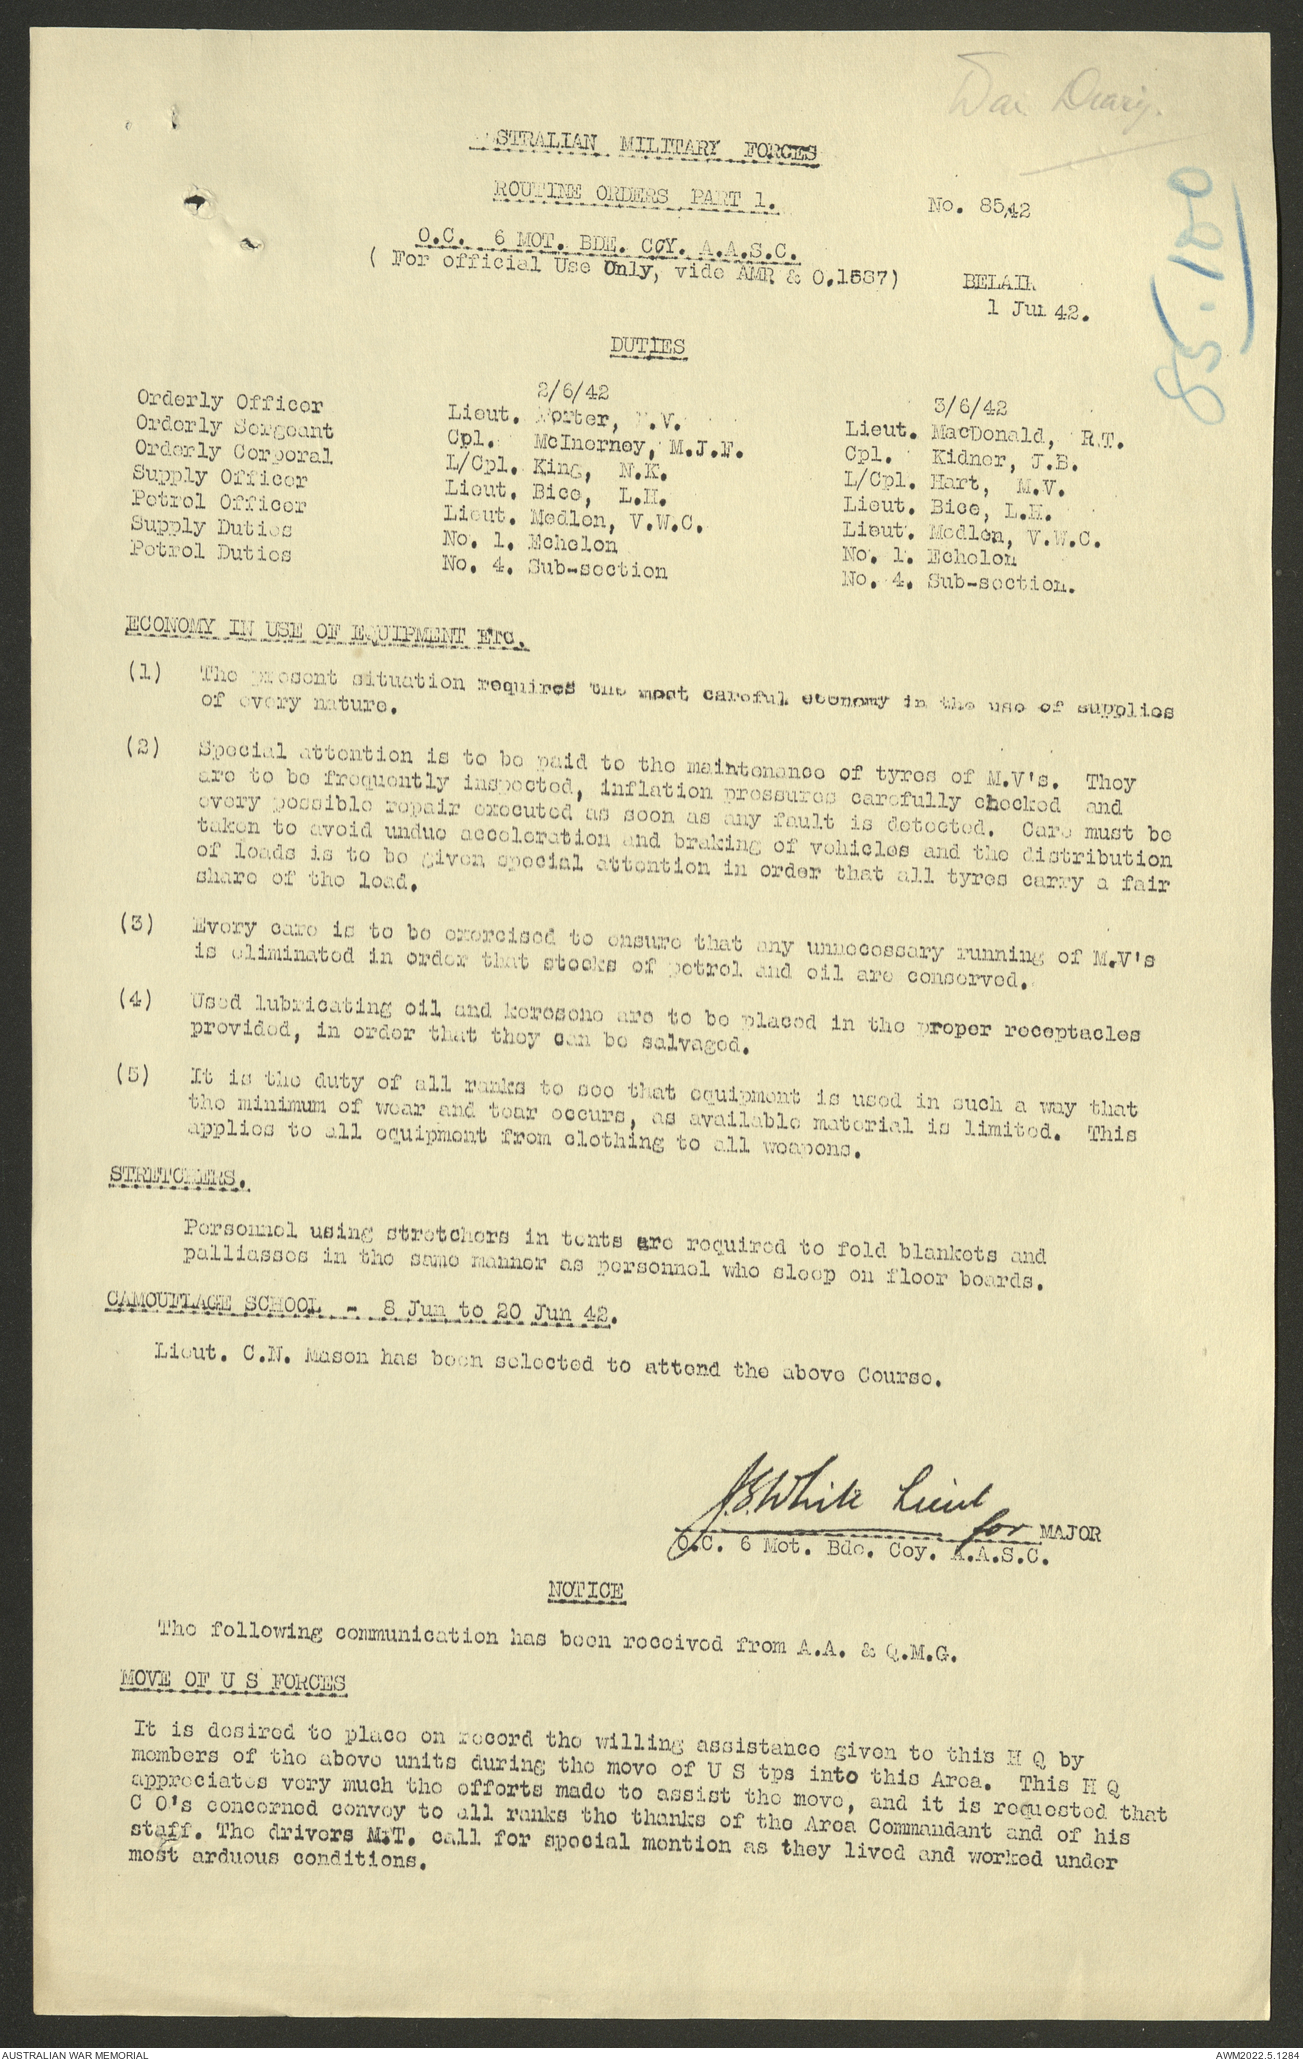 War Diary.
AUSTRALIAN MILITARY FORCES
ROUTINE ORDERS PART 1.
No. 85/42
O.C. 6 MOT. BDE. COY. A.A.S.C.
( For official Use Only, vide AMR & O.1587)
BELAIR
1 Jun 42.
85.100
DUTIES
2/6/42 3/6/42
Orderly Officer Lieut. Porter, .V. Lieut. MacDonald, R.T.
Orderly Sergeant Cpl. McInerney, M.J.F. Cpl. Kidner, J.B.
Orderly Corporal L/Cpl. King, N.K. L/Cpl. Hart, M.V.
Supply Officer Lieut. Bice, L.H. Lieut. Bice, L.H.
Petrol Officer Lieut. Medlen, V.W.C. Lieut. Medlen, V.W.C.
Supply Duties No. 1. Echelon No. 1. Echelon
Petrol Duties No. 4. Sub-section No. 4. Sub-section.
ECONOMY IN USE OF EQUIPMENT ETC.
(1) The present situation requires the most careful economy in the use of supplies
of every nature.
(2) Special attention is to be paid to the maintenance of tyres of M.V's. They
are to be frequently inspected, inflation pressures carefully checked and
every possible repair executed as soon as any fault is detected. Care must be
taken to avoid undue acceleration and braking of vehicles and the distribution
of loads is to be given special attention in order that all tyres carry a fair
share of the load.
(3) Every care is to be exercised to ensure that any unnecessary running of M.V's
is eliminated in order that stocks of petrol and oil are conserved.
(4) Used lubricating oil and kerosene are to be placed in the proper receptacles
provided, in order that they can be salvaged.
(5) It is the duty of all ranks to see that equipment is used in such a way that
the minimum of wear and tear occurs, as available material is limited. This
applies to all equipment from clothing to all weapons.
STRETCHERS.
Personnel using stretchers in tents are required to fold blankets and
palliasses in the same manner as personnel who sleep on floor boards.
CAMOUFLAGE SCHOOL - 8 Jun to 20 Jun 42.
Lieut. C.N. Mason has been selected to attend the above Course.
J.S. White Lieut
for MAJOR
O.C. 6 Mot. Bde. Coy. A.A.S.C.
NOTICE
The following communication has been received from A.A. & Q.M.G.
MOVE OF U S FORCES
It is desired to place on record the willing assistance given to this H Q by
members of the above units during the move of U S tps into this Area. This H Q
appreciates very much the efforts made to assist the move, and it is requested that
C O's concerned convey to all ranks the thanks of the Area Commandant and of his
staff. The drivers M.T. call for special mention as they lived and worked under
most arduous conditions.
AUSTRALIAN WAR MEMORIAL
AWM2022.5.1284